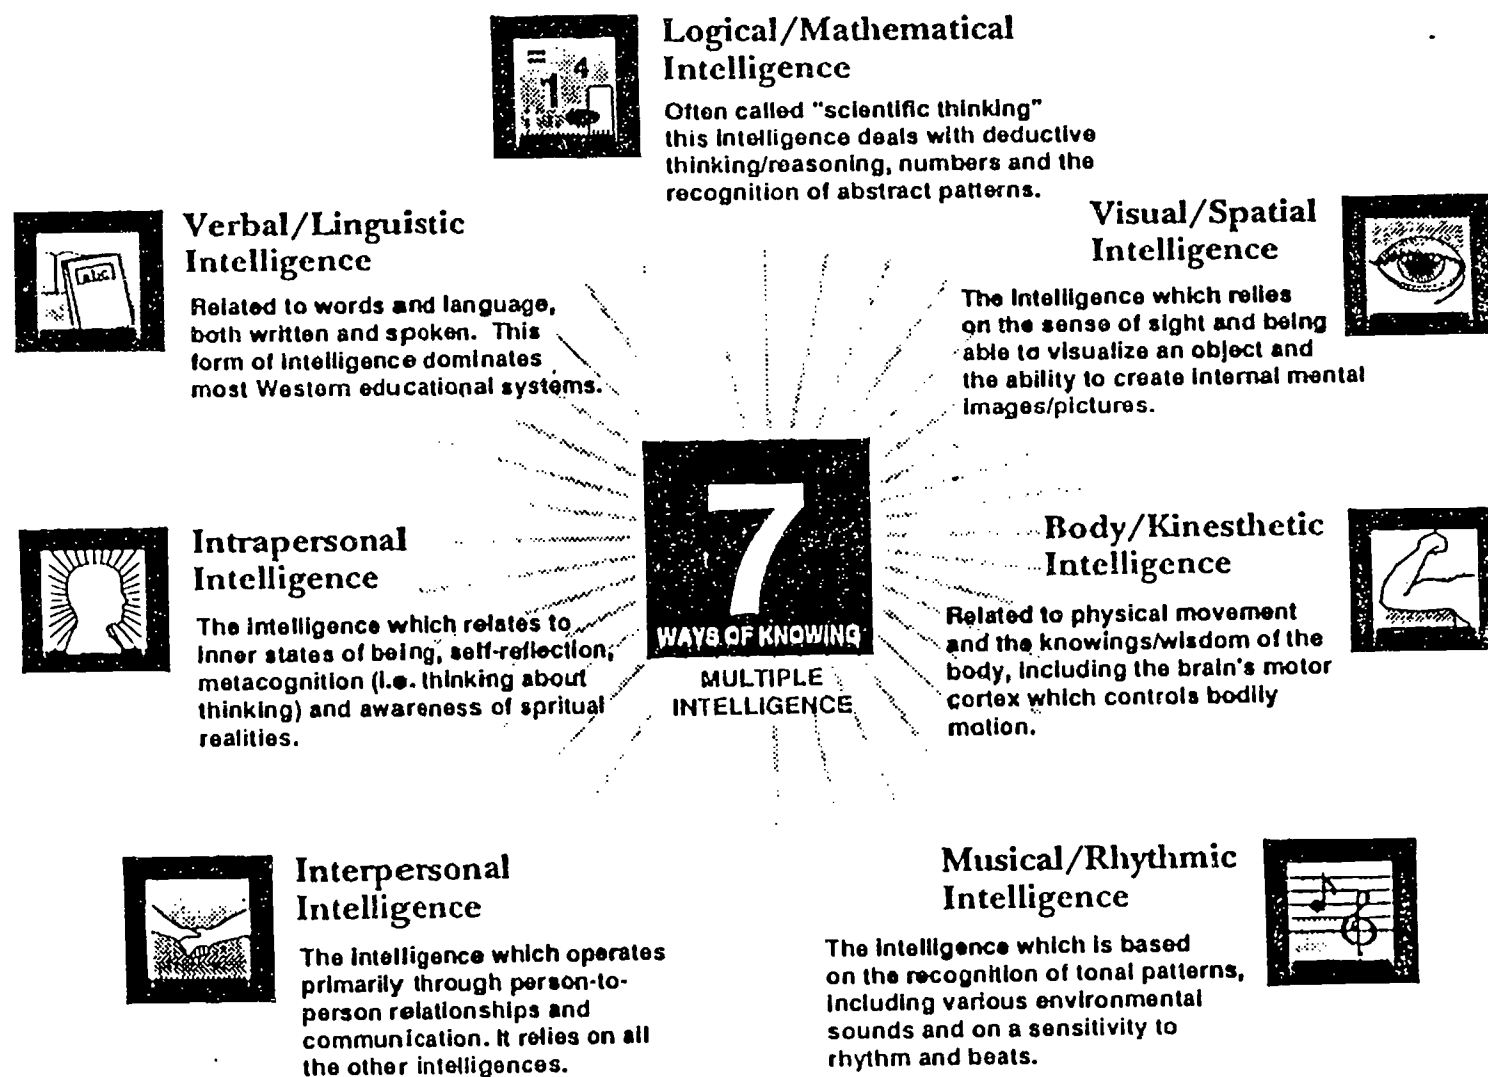 Logical/Mathematical
Intelligence
Often called "scientific thinking"
this intelligence deals with deductive
thinking/reasoning, numbers and the
recognition of abstract patterns.
= 4
1
Verbal/Linguistic
Intelligence
abc
Related to words and language,
both written and spoken. This
form of intelligence dominates
most Western educational systems.
Visual/Spatial
Intelligence
The intelligence which relies
on the sense of sight and being
able to visualize an object and
the ability to create internal mental
images/pictures.
7
WAYS OF KNOWING
MULTIPLE
INTELLIGENCE
Intrapersonal
Intelligence
The intelligence which relates to
inner states of being, self-reflection,
metacognition (i.e. thinking about
thinking) and awareness of spritual
realities.
Body/Kinesthetic
Intelligence
Related to physical movement
and the knowings/wisdom of the
body, including the brain's motor
cortex which controls bodily
motion.
Interpersonal
Intelligence
The intelligence which operates
primarily through person-to-
person relationships and
communication. It relies on all
the other intelligences.
Musical/Rhythmic
Intelligence
The intelligence which is based
on the recognition of tonal patterns,
including various environmental
sounds and on a sensitivity to
rhythm and beats.